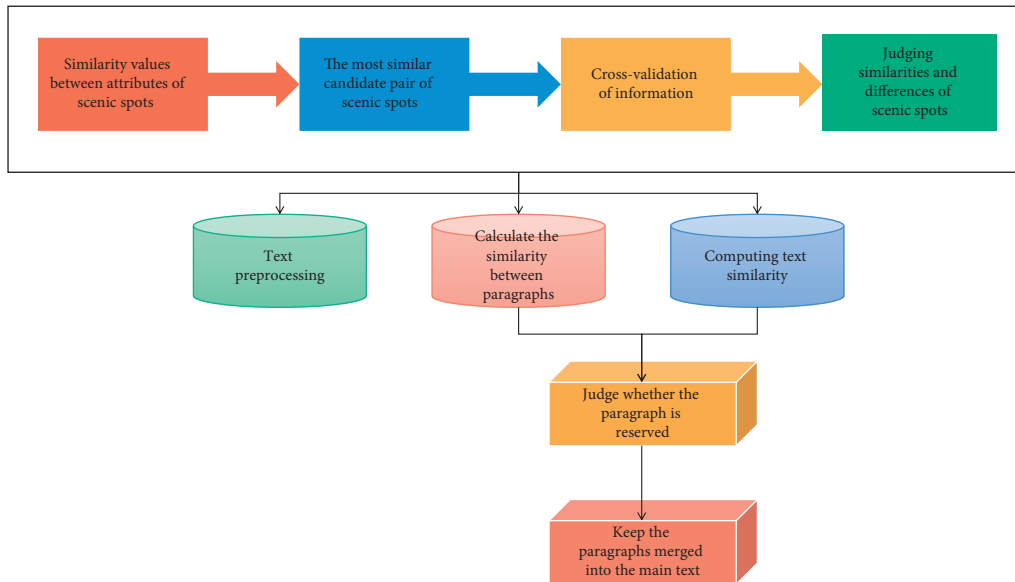 Similarity values
between attributes of
scenic spots
The most similar
candidate pair of
scenic spots
Cross-validation
of information
Judging
similarities and
differences of
scenic spots
Text
preprocessing
Calculate the
similarity
between
paragraphs
Computing text
similarity
Judge whether the
paragraph is
reserved
Keep the
paragraphs merged
into the main text